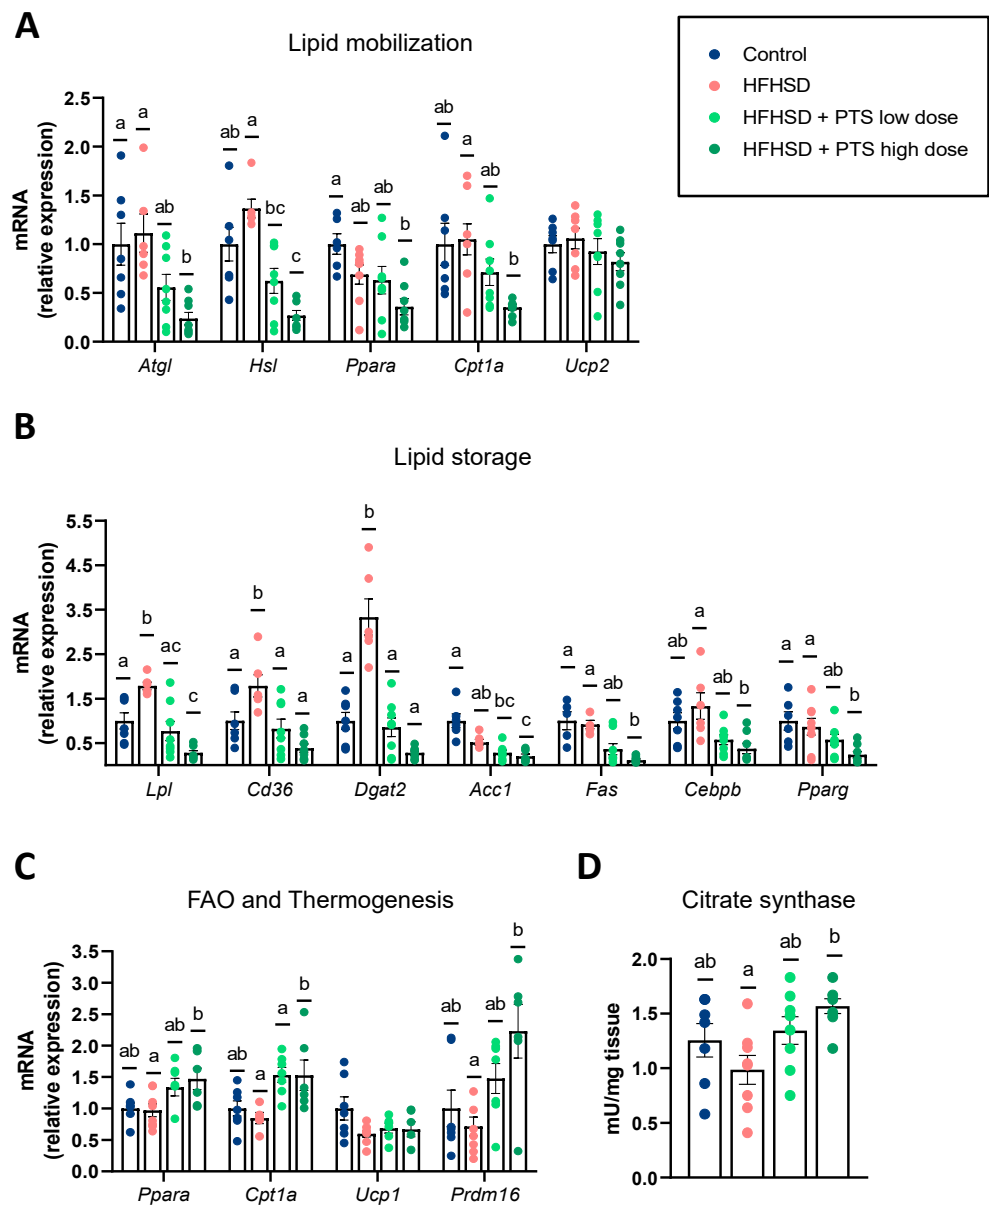 A
Lipid mobilization
Control
HFHSD
HFHSD + PTS low dose
HFHSD + PTS high dose
mRNA
(relative expression)
2.5
2.0
1.5
1.0
0.5
0.0
a a ab b
ab a bc c
a ab ab b
ab a ab b
Atgl Hsl Ppara Cpt1a Ucp2
B
Lipid storage
mRNA
(relative expression)
5.5
3.5
2.5
1.5
0.5
a b ac c
a b a a
a b a a
a ab bc c
a a ab b
ab a ab b
a a ab b
Lpl Cd36 Dgat2 Acc1 Fas Cebpb Pparg
C
FAO and Thermogenesis
mRNA
(relative expression)
3.5
3.0
2.5
2.0
1.5
1.0
0.5
0.0
ab a ab b
ab a a b
ab a ab b
Ppara Cpt1a Ucp1 Prdm16
D
Citrate synthase
mU/mg tissue
2.0
1.5
1.0
0.5
0.0
ab a ab b